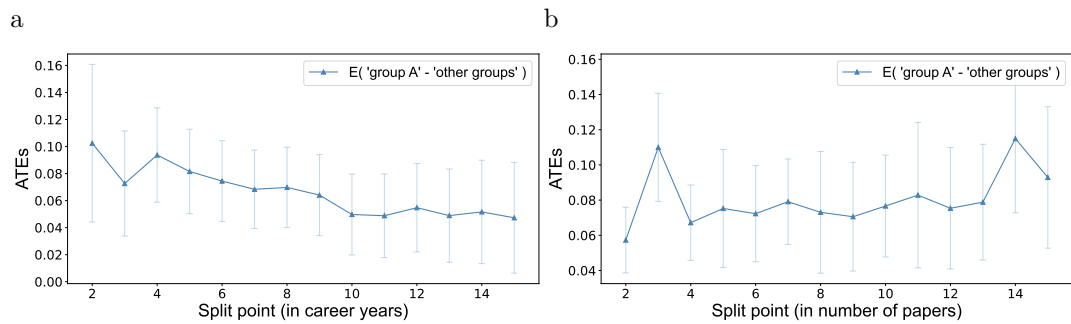 a
b
0.16
0.14
0.12
0.10
0.08
0.06
0.04
0.02
0.00
ATEs
E( 'group A' - 'other groups' )
2 4 6 8 10 12 14
Split point (in career years)
0.16
0.14
0.12
0.10
0.08
0.06
0.04
ATEs
E( 'group A' - 'other groups' )
2 4 6 8 10 12 14
Split point (in number of papers)